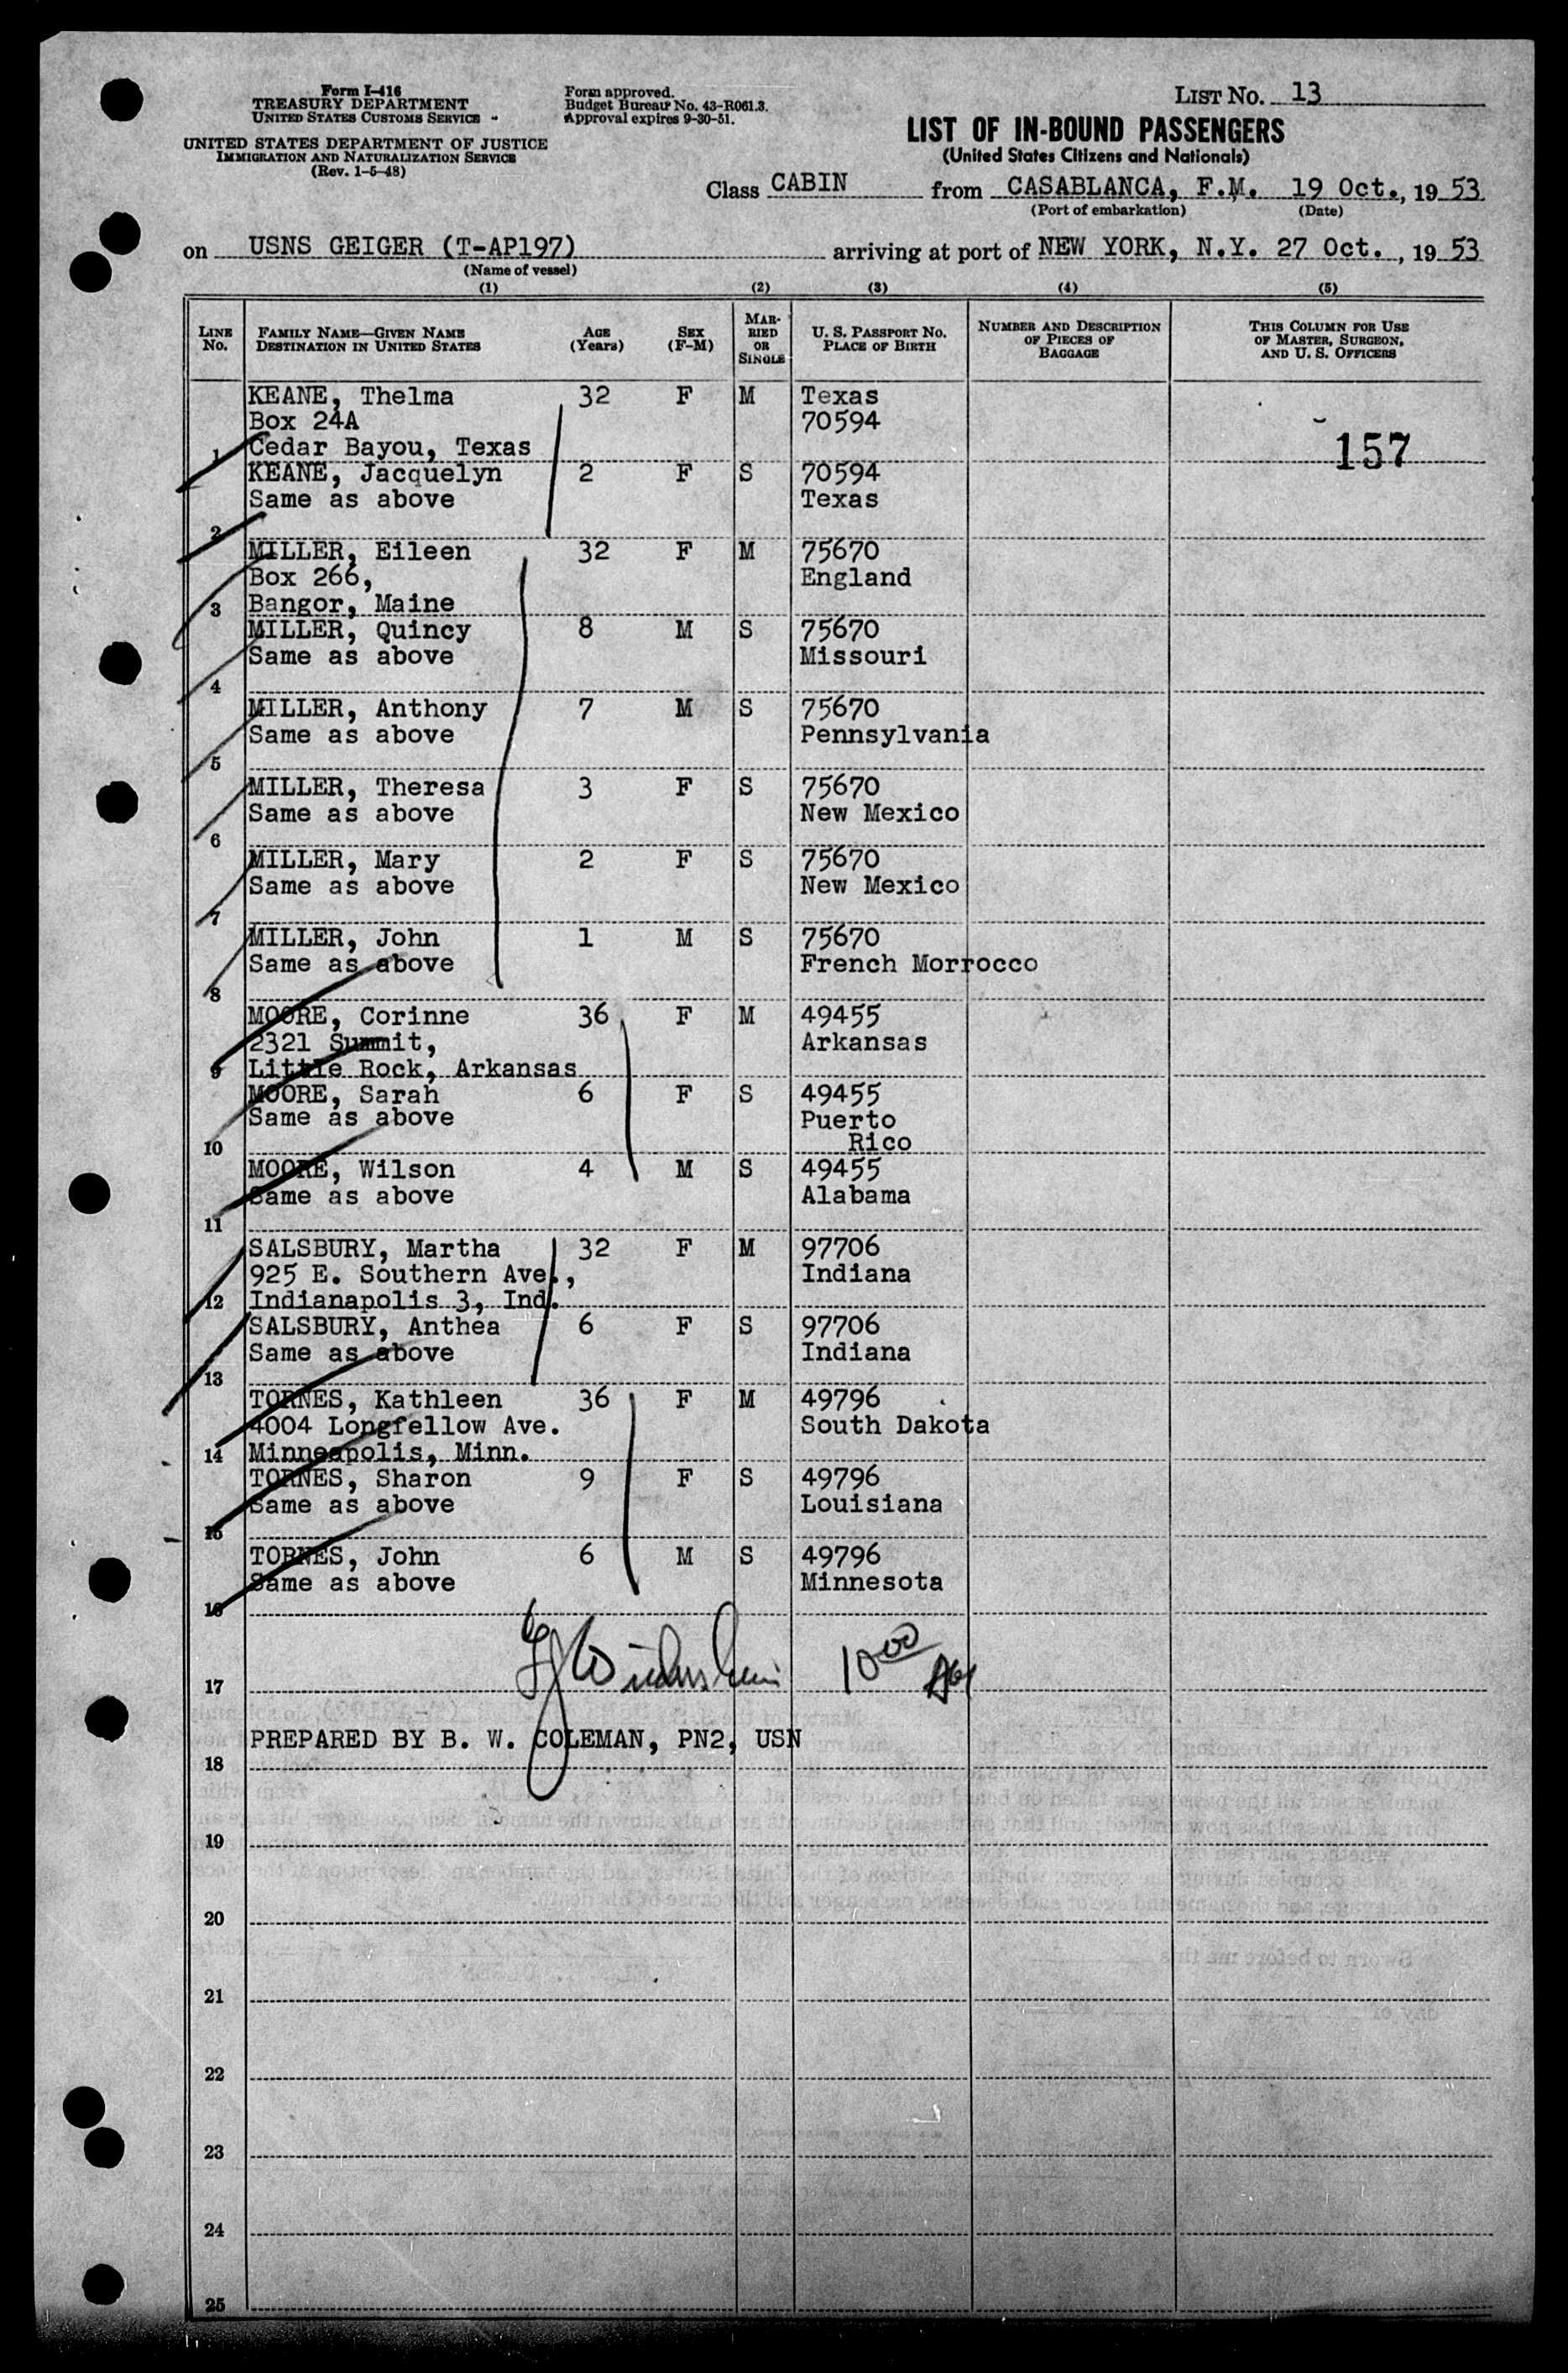 Form I-416
TREASURY DEPARTMENT
UNITED STATES CUSTOMS SERVICE
UNITED STATES DEPARTMENT OF JUSTICE
IMMIGRATION AND NATURALIZATION SERVICE
(Rev. 1-5-48)
Form approved.
Budget Bureau No. 43-R061.3.
Approval expires 9-30-51.
LIST NO. 13
LIST OF IN-BOUND PASSENGERS
(United States Citizens and Nationals)
Class CABIN from CASABLANCA, F.M. 19 Oct., 19 53
(Port of embarkation) (Date)
on USNS GEIGER (T-AP197) arriving at port of NEW YORK, N.Y. 27 Oct., 19 53
(Name of vessel)
(1) (2) (3) (4) (5)
LINE NO. FAMILY NAME—GIVEN NAME DESTINATION IN UNITED STATES AGE (Years) SEX (F-M) MARRIED OR SINGLE U. S. PASSPORT NO. PLACE OF BIRTH NUMBER AND DESCRIPTION OF PIECES OF BAGGAGE THIS COLUMN FOR USE OF MASTER, SURGEON, AND U. S. OFFICERS
KEANE, Thelma 32 F M Texas
Box 24A 70594
1 Cedar Bayou, Texas 157
KEANE, Jacquelyn 2 F S 70594
Same as above Texas
2
MILLER, Eileen 32 F M 75670
Box 266, England
3 Bangor, Maine
MILLER, Quincy 8 M S 75670
Same as above Missouri
4
MILLER, Anthony 7 M S 75670
Same as above Pennsylvania
5
MILLER, Theresa 3 F S 75670
Same as above New Mexico
6
MILLER, Mary 2 F S 75670
Same as above New Mexico
7
MILLER, John 1 M S 75670
Same as above French Morrocco
8
MOORE, Corinne 36 F M 49455
2321 Summit, Arkansas
9 Little Rock, Arkansas
MOORE, Sarah 6 F S 49455
Same as above Puerto
10 Rico
MOORE, Wilson 4 M S 49455
Same as above Alabama
11
SALSBURY, Martha 32 F M 97706
925 E. Southern Ave., Indiana
12 Indianapolis 3, Ind.
SALSBURY, Anthea 6 F S 97706
Same as above Indiana
13
TORNES, Kathleen 36 F M 49796
4004 Longfellow Ave. South Dakota
14 Minneapolis, Minn.
TORNES, Sharon 9 F S 49796
Same as above Louisiana
15
TORNES, John 6 M S 49796
Same as above Minnesota
16
10 00
17
PREPARED BY B. W. COLEMAN, PN2, USN
18
19
20
21
22
23
24
25